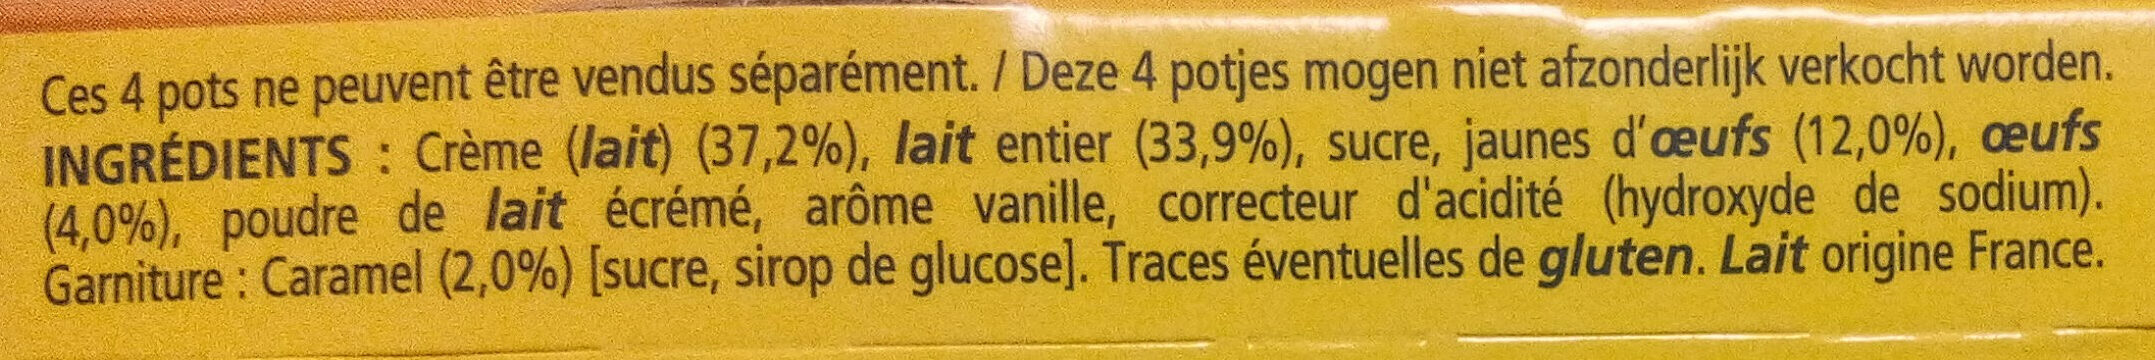 Ces 4 pots ne peuvent être vendus séparément. / Deze 4 potjes mogen niet afzonderlijk verkocht worden.
INGRÉDIENTS : Crème (lait) (37,2%), lait entier (33,9%), sucre, jaunes d'œufs (12,0%), œufs
(4,0%), poudre de lait écrémé, arôme vanille, correcteur d'acidité (hydroxyde de sodium).
Garniture : Caramel (2,0%) [sucre, sirop de glucose]. Traces éventuelles de gluten. Lait origine France.